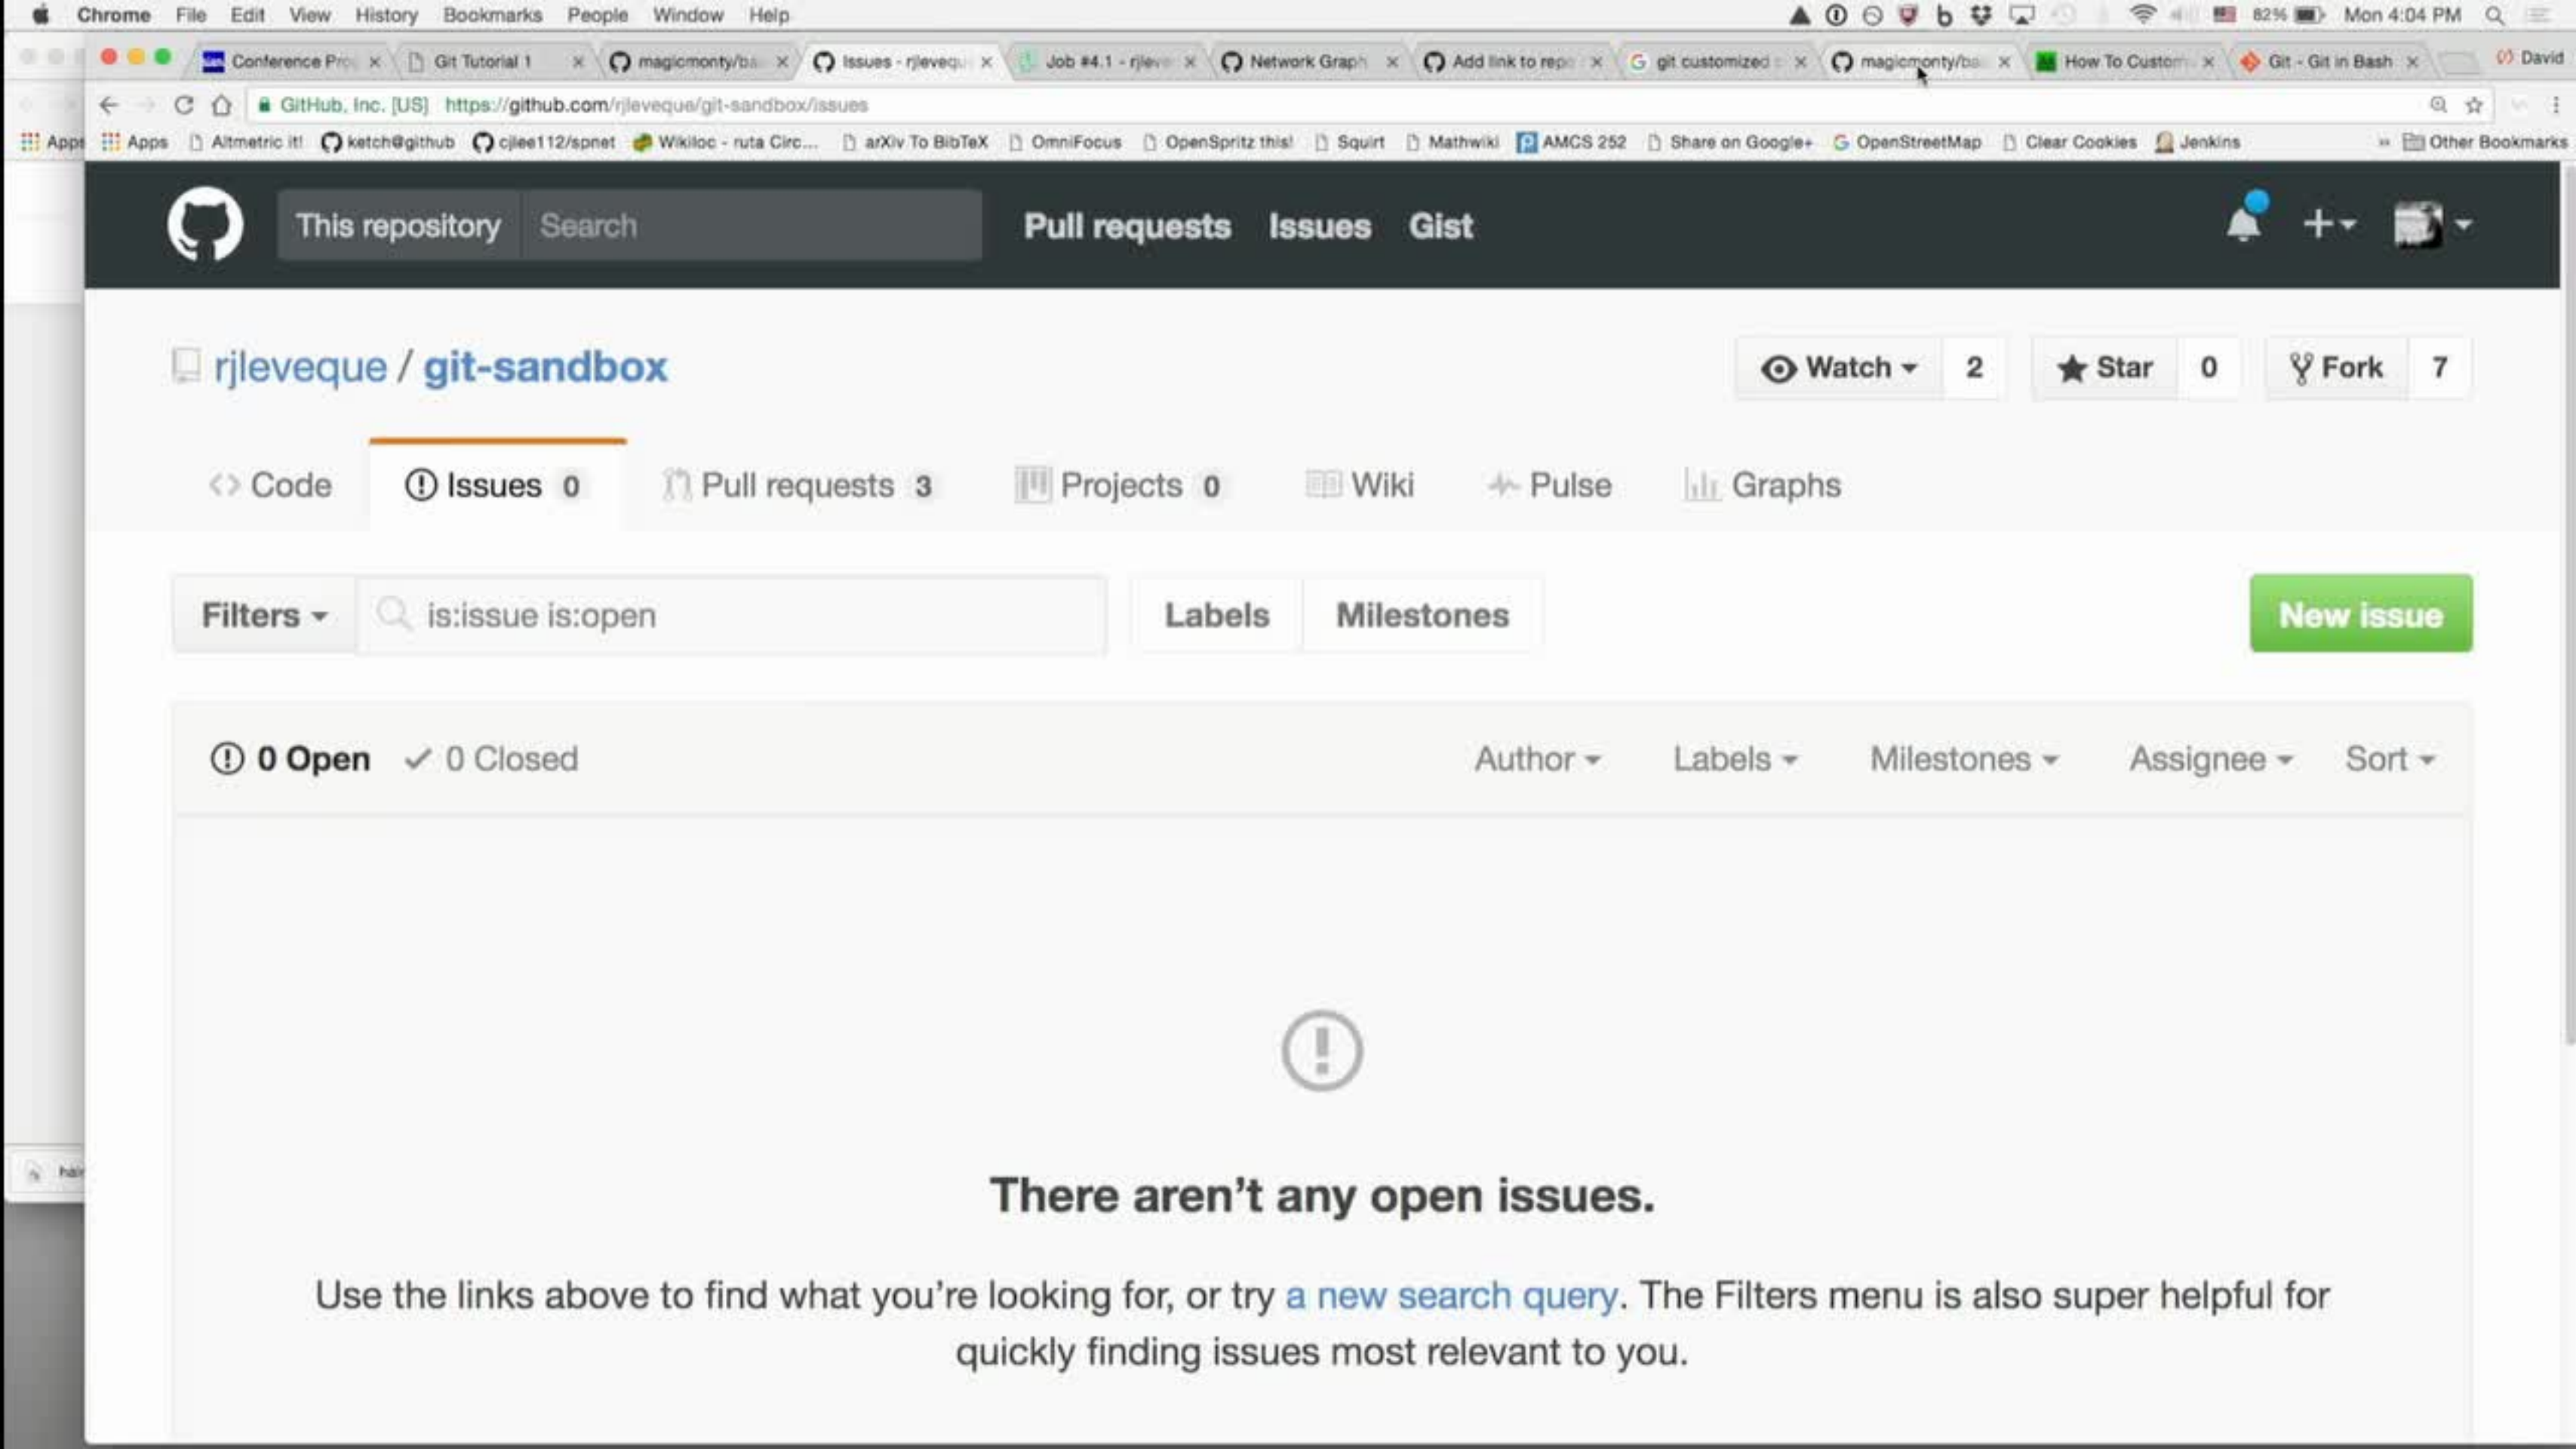 Chrome File Edit View History Bookmarks People Window Help 82% Mon 4:04 PM
Conference Pro Git Tutorial 1 magicmonty/ba Issues - rjlevequ Job #4.1 - rjleve Network Graph Add link to repo git customized magicmonty/ba How To Custom Git - Git in Bash David
GitHub, Inc. [US] https://github.com/rjleveque/git-sandbox/issues
Apps Apps Altmetric it! ketch@github cjlee112/spnet Wikiloc - ruta Circ... arXiv To BibTeX OmniFocus OpenSpritz this! Squirt Mathwiki AMCS 252 Share on Google+ OpenStreetMap Clear Cookies Jenkins » Other Bookmarks
This repository Search Pull requests Issues Gist
rjleveque / git-sandbox Watch 2 Star 0 Fork 7
Code Issues 0 Pull requests 3 Projects 0 Wiki Pulse Graphs
Filters is:issue is:open Labels Milestones New issue
0 Open 0 Closed Author Labels Milestones Assignee Sort
There aren't any open issues.
Use the links above to find what you're looking for, or try a new search query. The Filters menu is also super helpful for
quickly finding issues most relevant to you.